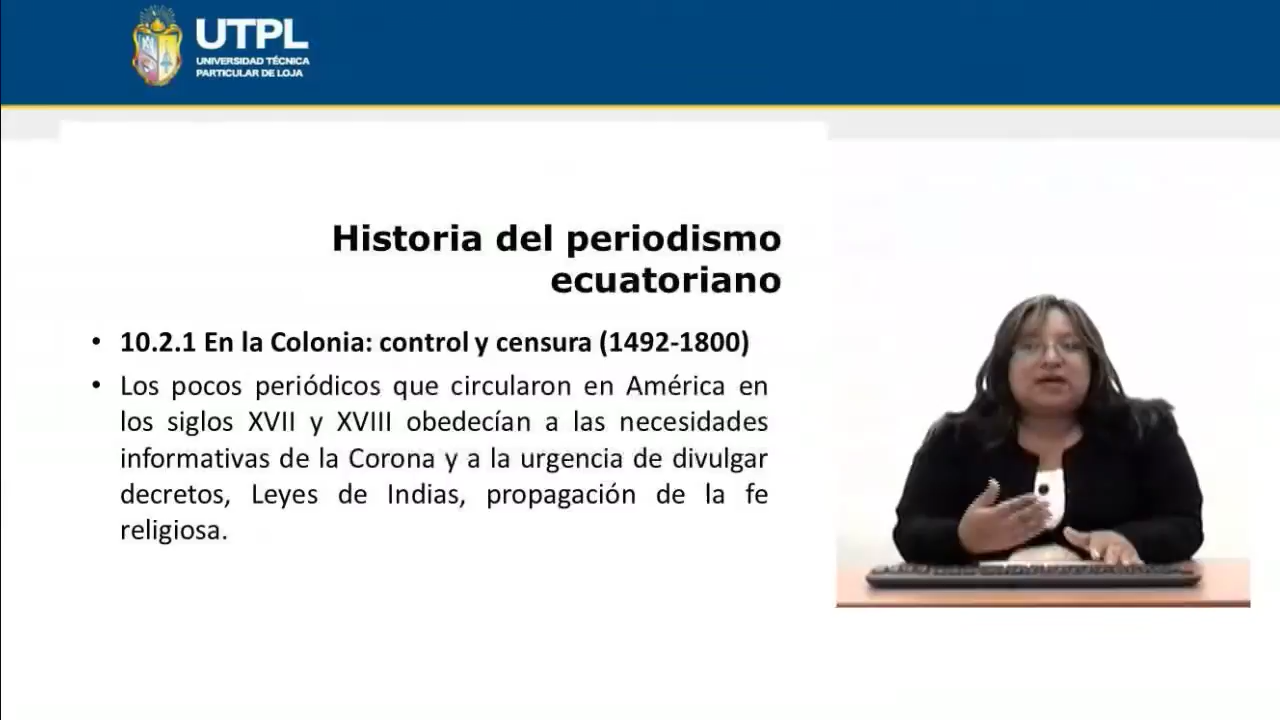 UTPL
UNIVERSIDAD TÉCNICA
PARTICULAR DE LOJA
Historia del periodismo
ecuatoriano
• 10.2.1 En la Colonia: control y censura (1492-1800)
• Los pocos periódicos que circularon en América en
los siglos XVII y XVIII obedecían a las necesidades
informativas de la Corona y a la urgencia de divulgar
decretos, Leyes de Indias, propagación de la fe
religiosa.